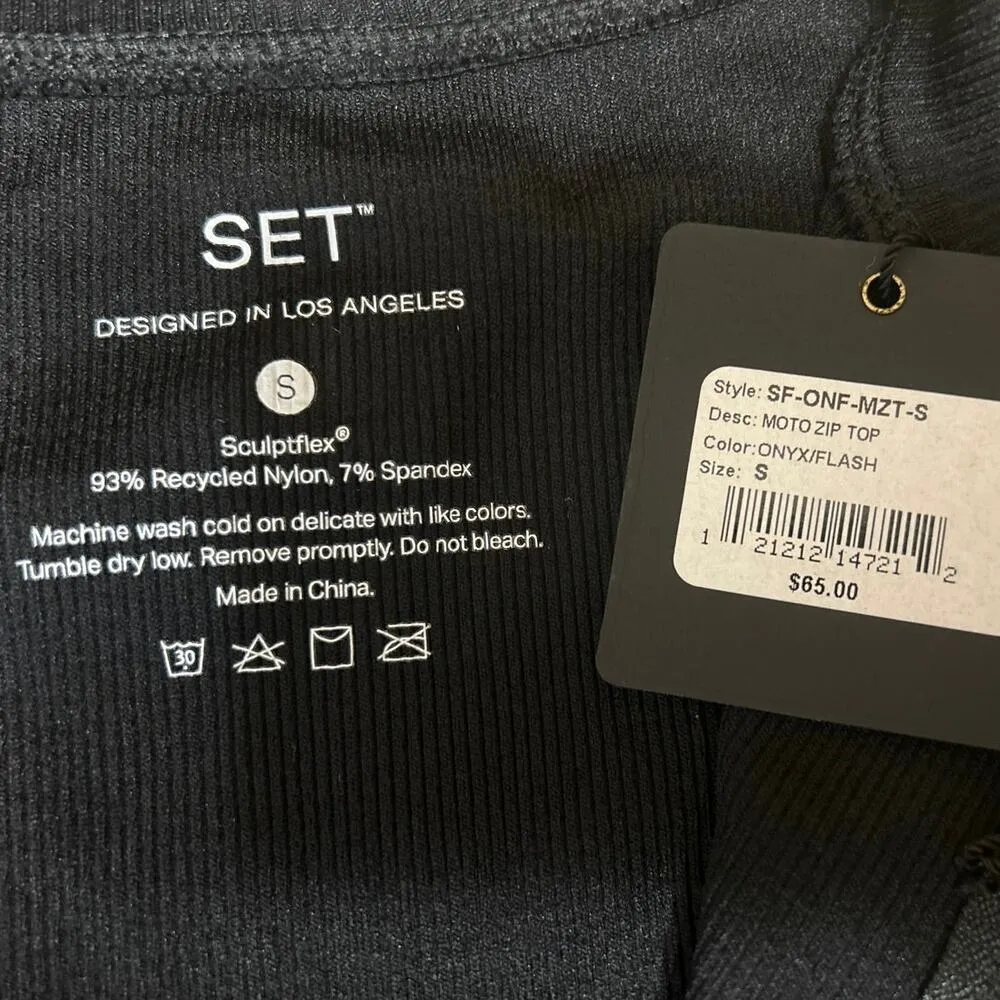 SET™
DESIGNED IN LOS ANGELES
S
Sculptflex®
93% Recycled Nylon, 7% Spandex
Machine wash cold on delicate with like colors.
Tumble dry low. Remove promptly. Do not bleach.
Made in China.
30
Style: SF-ONF-MZT-S
Desc: MOTO ZIP TOP
Color:ONYX/FLASH
Size: S
1 21212 14721 2
$65.00